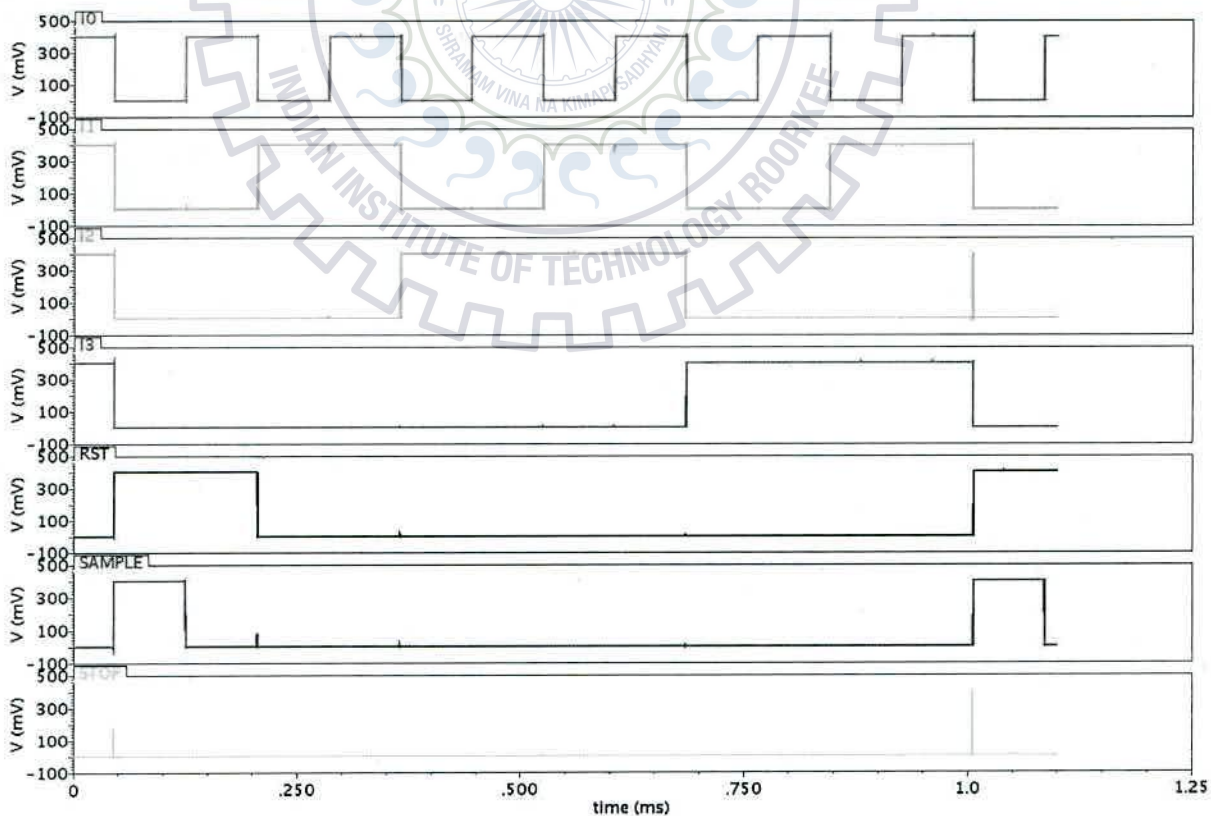 I0
500
300
100
-100
V (mV)
I1
500
300
100
-100
V (mV)
I2
500
300
100
-100
V (mV)
I3
500
300
100
-100
V (mV)
RST
500
300
100
-100
V (mV)
SAMPLE
500
300
100
-100
V (mV)
STOP
500
300
100
-100
V (mV)
0
.250
.500
.750
1.0
1.25
time (ms)
SHRAMAM VINA NA KIMAPI SADHYAM
INDIAN INSTITUTE OF TECHNOLOGY ROORKEE